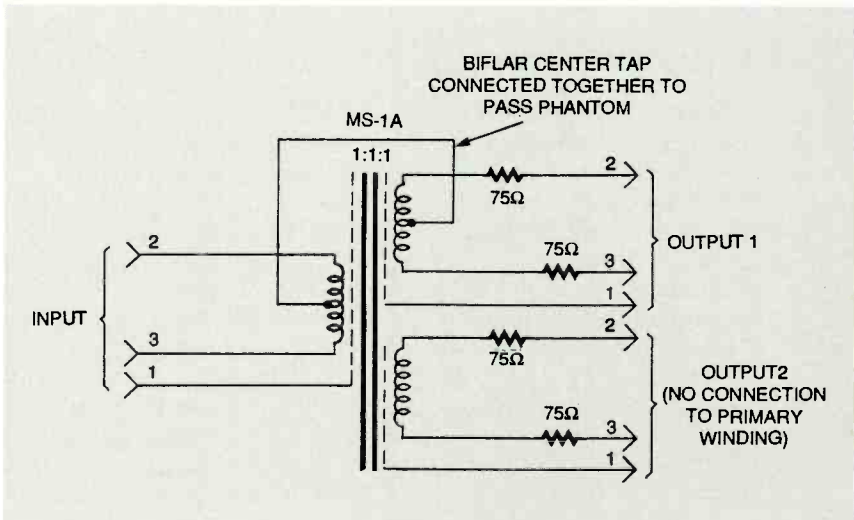 BIFLAR CENTER TAP
CONNECTED TOGETHER TO
PASS PHANTOM
MS-1A
1:1:1
2
75Ω
OUTPUT 1
75Ω
3
1
2
INPUT
3
1
2
75Ω
OUTPUT2
(NO CONNECTION
TO PRIMARY
WINDING)
75Ω
3
1